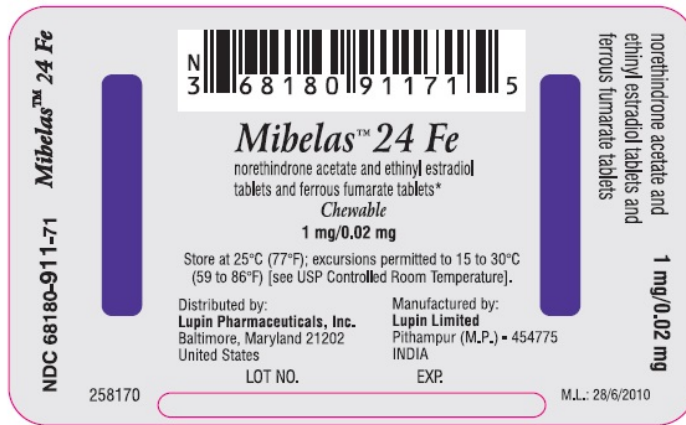 Mibelas™ 24 Fe
NDC 68180-911-71
N
3 68180 91171 5
Mibelas™ 24 Fe
norethindrone acetate and ethinyl estradiol
tablets and ferrous fumarate tablets*
Chewable
1 mg/0.02 mg
Store at 25°C (77°F); excursions permitted to 15 to 30°C
(59 to 86°F) [see USP Controlled Room Temperature].
Distributed by:
Lupin Pharmaceuticals, Inc.
Baltimore, Maryland 21202
United States
Manufactured by:
Lupin Limited
Pithampur (M.P.) - 454775
INDIA
LOT NO.
EXP.
258170
M.L.: 28/6/2010
norethindrone acetate and
ethinyl estradiol tablets and
ferrous fumarate tablets
1 mg/0.02 mg